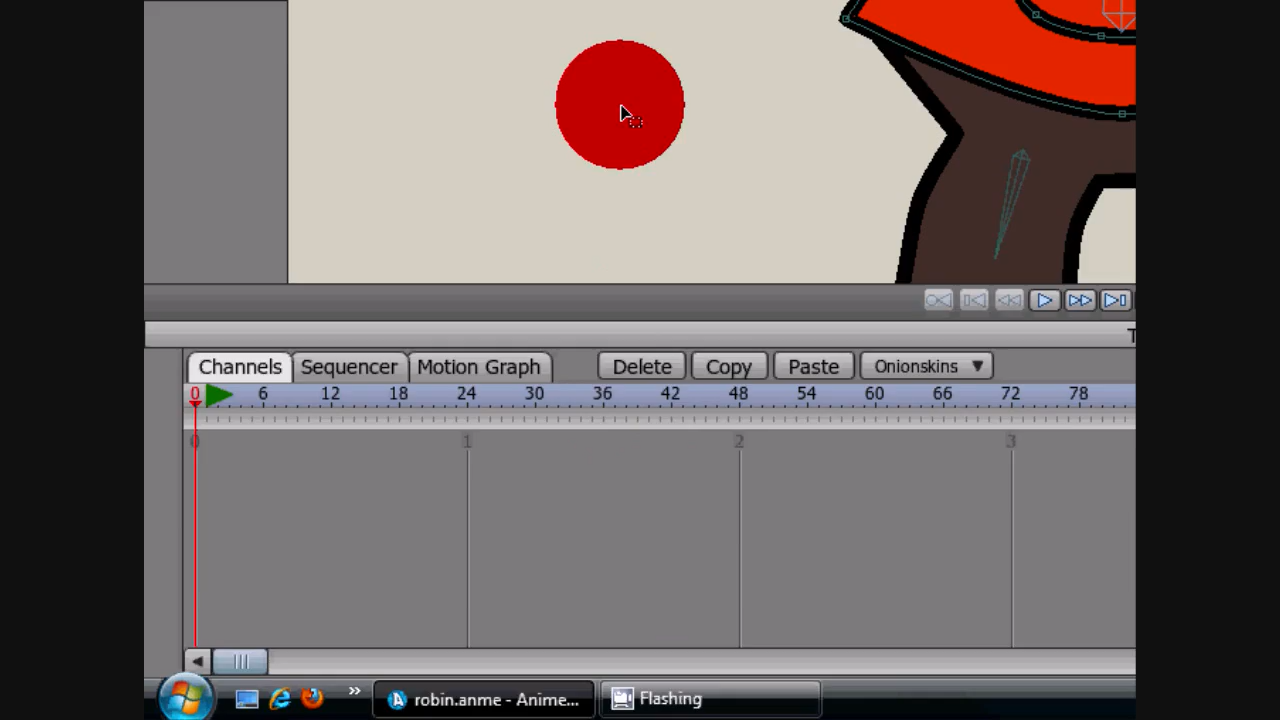 T
Channels Sequencer Motion Graph Delete Copy Paste Onionskins
0 6 12 18 24 30 36 42 48 54 60 66 72 78
0 1 2 3
robin.anme - Anime... Flashing